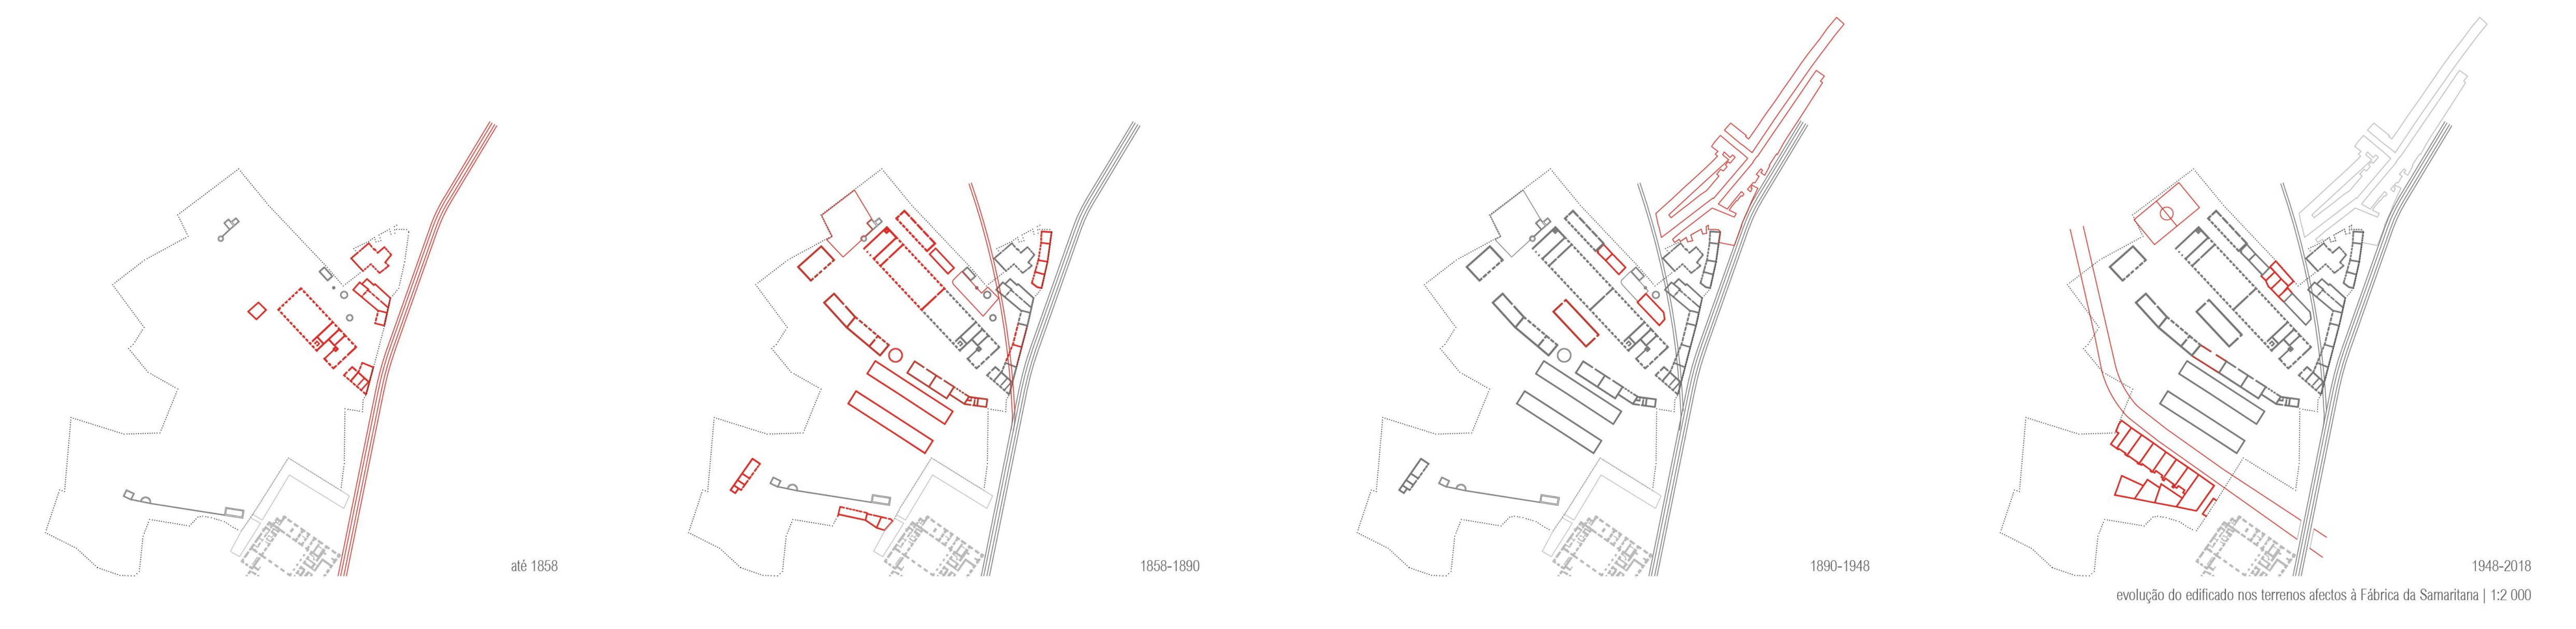 até 1858
1858-1890
1890-1948
1948-2018
evolução do edificado nos terrenos afectos à Fábrica da Samaritana | 1:2 000